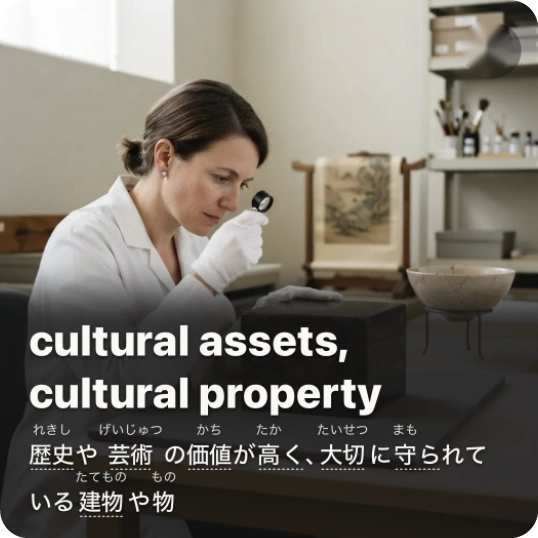 cultural assets,
cultural property
れきし げいじゅつ かち たか たいせつ まも
歴史や芸術の価値が高く、大切に守られて
たてもの もの
いる建物や物